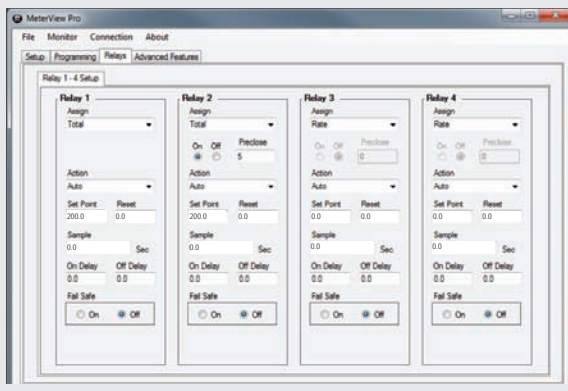 MeterView Pro
File Monitor Connection About
Setup Programming Relays Advanced Features
Relay 1 - 4 Setup
Relay 1 Relay 2 Relay 3 Relay 4
Assign Assign Assign Assign
Total Total Rate Rate
On Off Preclose On Off Preclose On Off Preclose
5 0 0
Action Action Action Action
Auto Auto Auto Auto
Set Point Reset Set Point Reset Set Point Reset Set Point Reset
200.0 0.0 200.0 0.0 0.0 0.0 0.0 0.0
Sample Sample Sample Sample
0.0 Sec 0.0 Sec 0.0 Sec 0.0 Sec
On Delay Off Delay On Delay Off Delay On Delay Off Delay On Delay Off Delay
0.0 0.0 0.0 0.0 0.0 0.0 0.0 0.0
Fail Safe Fail Safe Fail Safe Fail Safe
On Off On Off On Off On Off